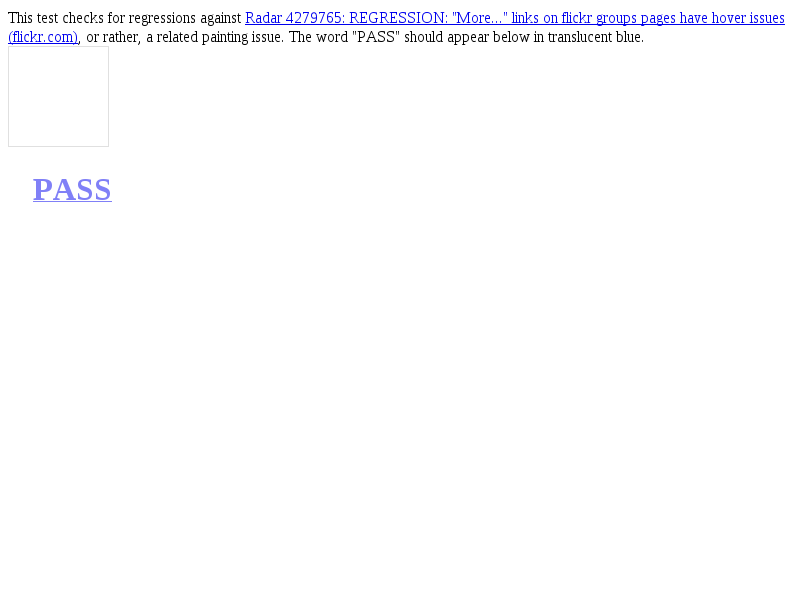 This test checks for regressions against Radar 4279765: REGRESSION: "More..." links on flickr groups pages have hover issues
(flickr.com), or rather, a related painting issue. The word "PASS" should appear below in translucent blue.
PASS